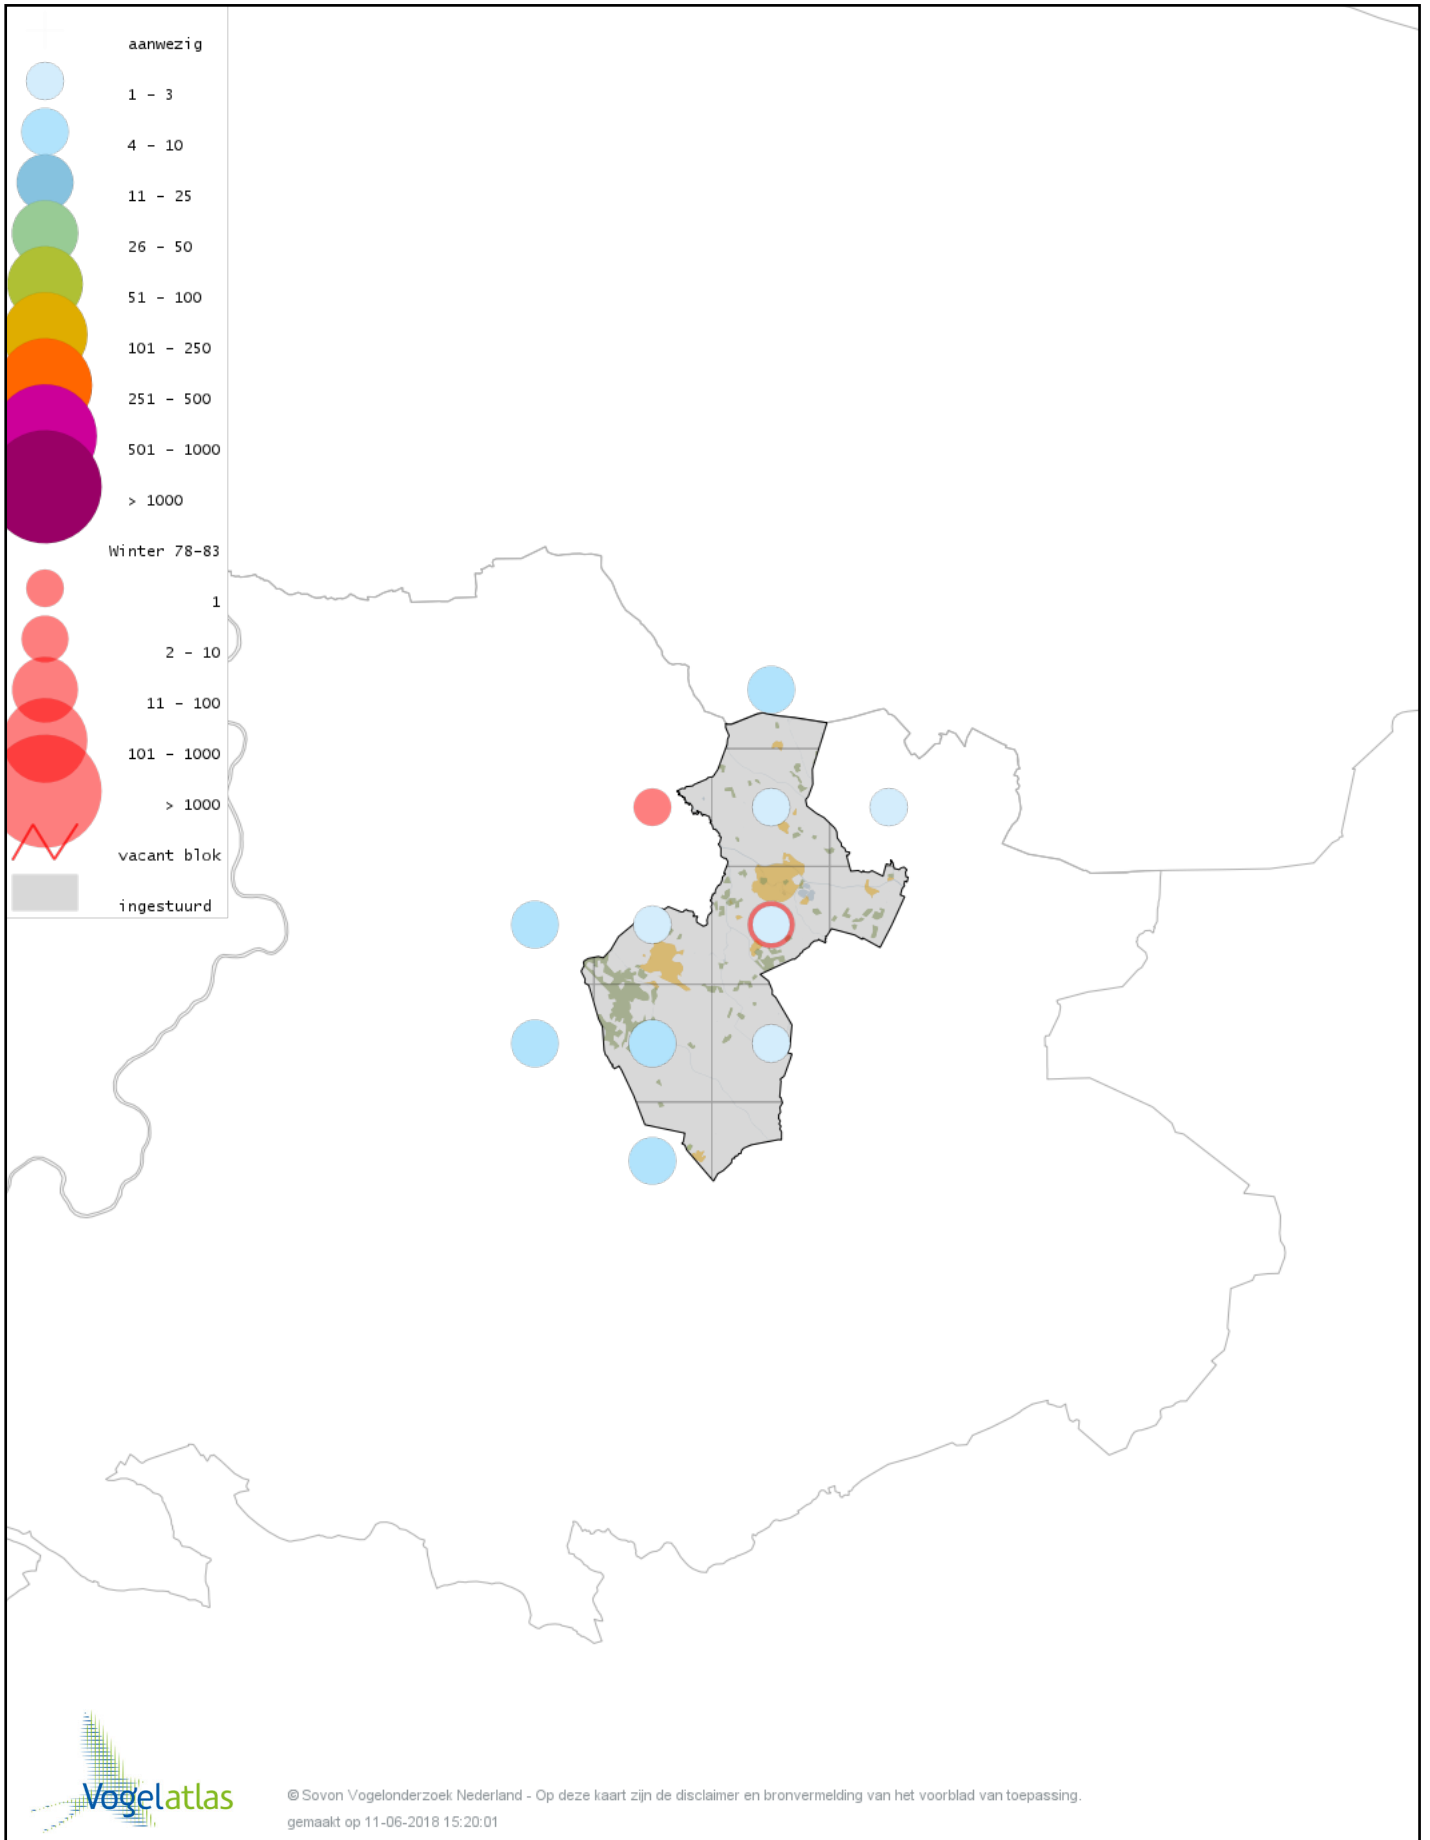 aanwezig
1 - 3
4 - 10
11 - 25
26 - 50
51 - 100
101 - 250
251 - 500
501 - 1000
> 1000
Winter 78-83
1
2 - 10
11 - 100
101 - 1000
> 1000
vacant blok
ingestuurd
Vogelatlas
© Sovon Vogelonderzoek Nederland - Op deze kaart zijn de disclaimer en bronvermelding van het voorblad van toepassing.
gemaakt op 11-06-2018 15:20:01